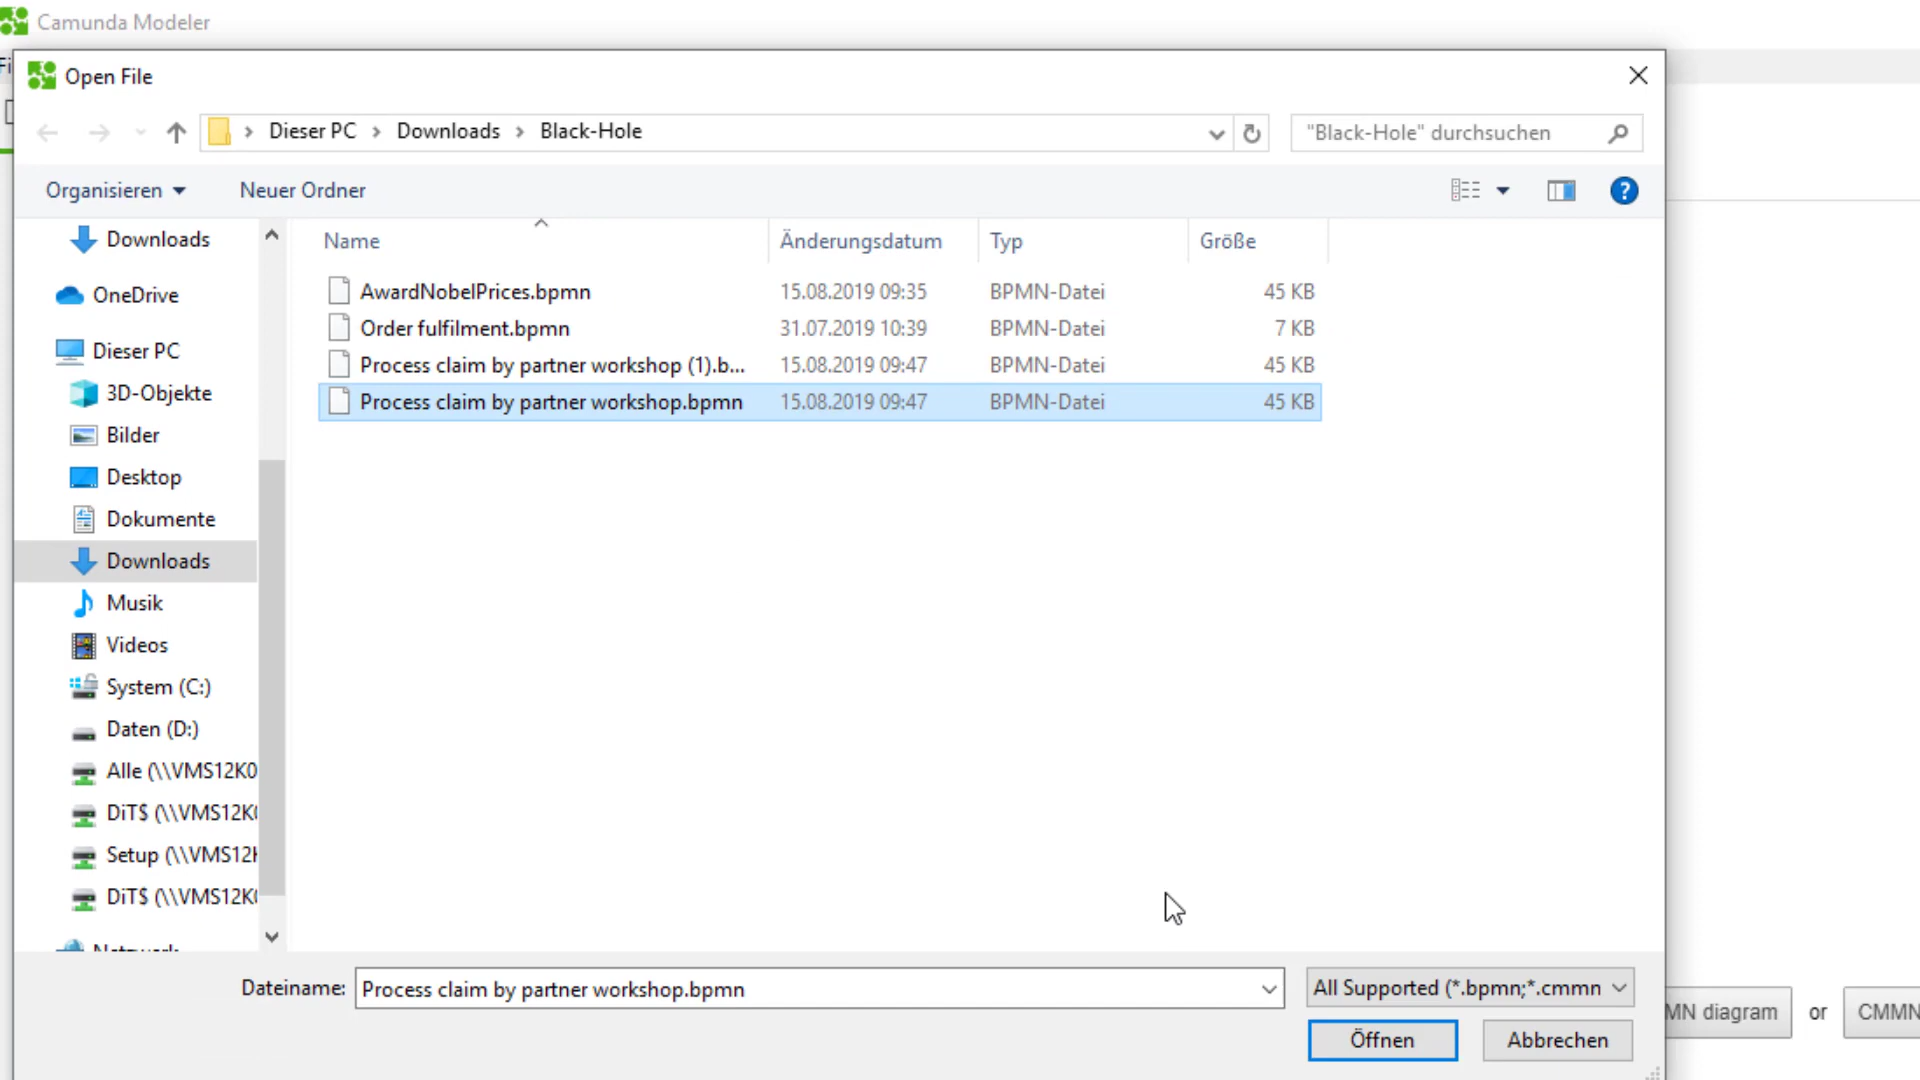 Camunda Modeler
Fi
Open File
Dieser PC > Downloads > Black-Hole
"Black-Hole" durchsuchen
Organisieren
Neuer Ordner
?
Name
Änderungsdatum
Typ
Größe
AwardNobelPrices.bpmn 15.08.2019 09:35 BPMN-Datei 45 KB
Order fulfilment.bpmn 31.07.2019 10:39 BPMN-Datei 7 KB
Process claim by partner workshop (1).b... 15.08.2019 09:47 BPMN-Datei 45 KB
Process claim by partner workshop.bpmn 15.08.2019 09:47 BPMN-Datei 45 KB
Downloads
OneDrive
Dieser PC
3D-Objekte
Bilder
Desktop
Dokumente
Downloads
Musik
Videos
System (C:)
Daten (D:)
Alle (\\VMS12K0
DiT$ (\\VMS12K
Setup (\\VMS12
DiT$ (\\VMS12K
Netzwerk
Dateiname: Process claim by partner workshop.bpmn
All Supported (*.bpmn;*.cmmn
Öffnen
Abbrechen
MN diagram or CMMN